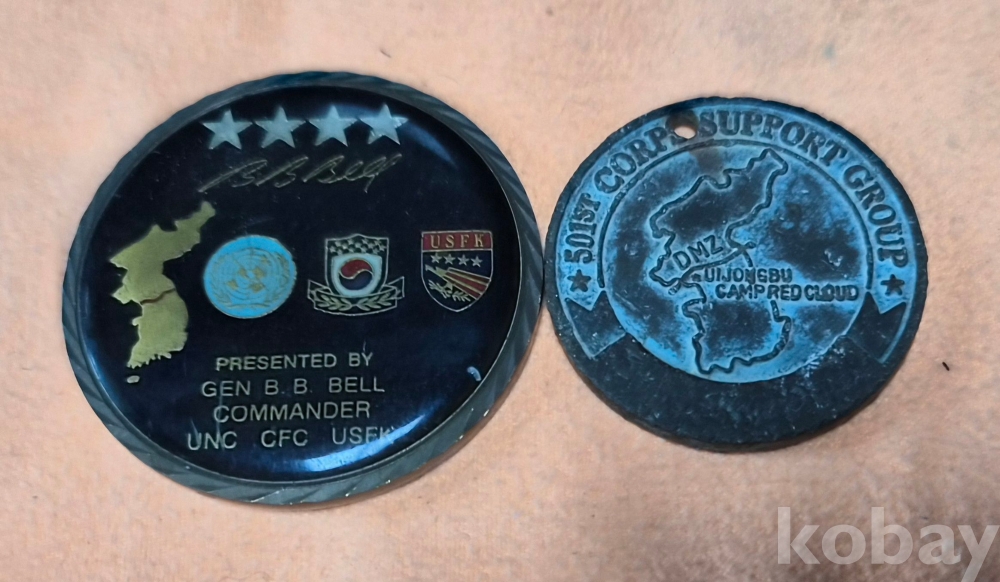 B. B. Bell
USFK
PRESENTED BY
GEN B. B. BELL
COMMANDER
UNC CFC USFK
501ST CORPS SUPPORT GROUP
DMZ
UIJONGBU
CAMP RED CLOUD
kobay